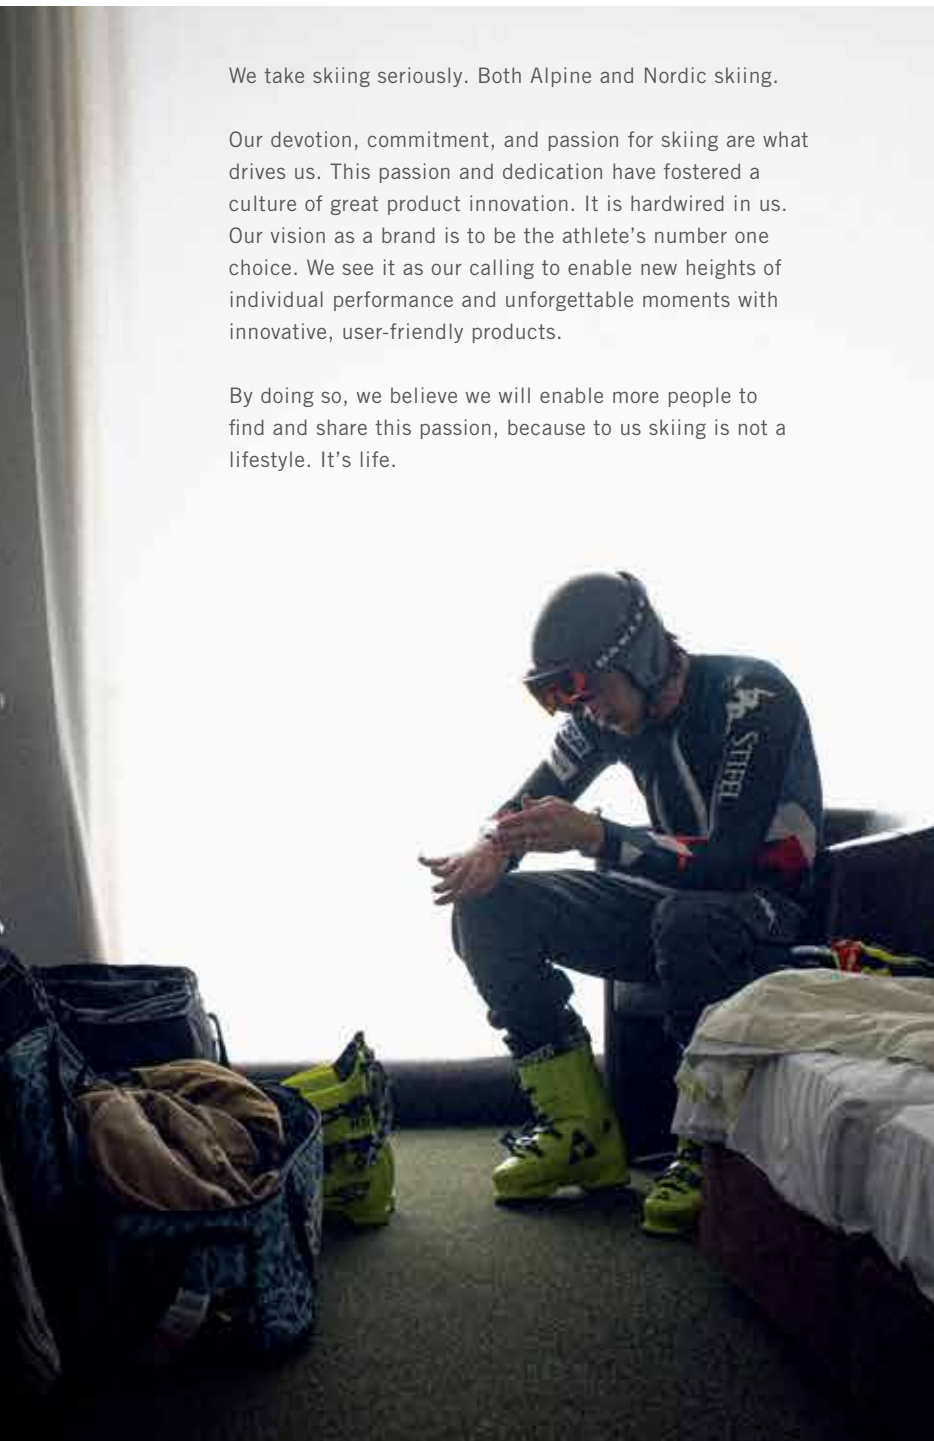 We take skiing seriously. Both Alpine and Nordic skiing.
Our devotion, commitment, and passion for skiing are what
drives us. This passion and dedication have fostered a
culture of great product innovation. It is hardwired in us.
Our vision as a brand is to be the athlete’s number one
choice. We see it as our calling to enable new heights of
individual performance and unforgettable moments with
innovative, user-friendly products.
By doing so, we believe we will enable more people to
find and share this passion, because to us skiing is not a
lifestyle. It’s life.
STIFEL